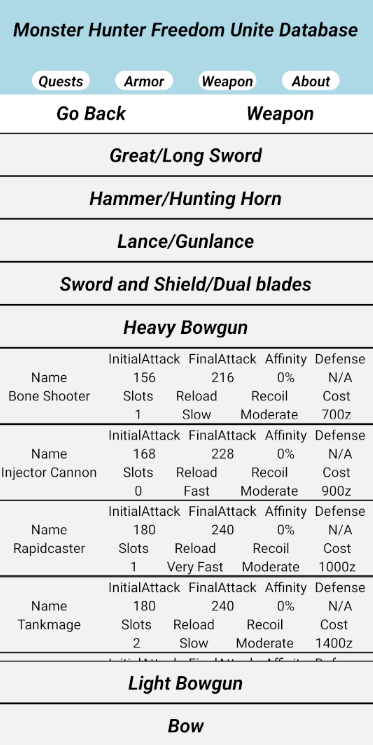 Monster Hunter Freedom Unite Database
Quests Armor Weapon About
Go Back Weapon
Great/Long Sword
Hammer/Hunting Horn
Lance/Gunlance
Sword and Shield/Dual blades
Heavy Bowgun
InitialAttack FinalAttack Affinity Defense
Name 156 216 0% N/A
Bone Shooter Slots Reload Recoil Cost
1 Slow Moderate 700z
InitialAttack FinalAttack Affinity Defense
Name 168 228 0% N/A
Injector Cannon Slots Reload Recoil Cost
0 Fast Moderate 900z
InitialAttack FinalAttack Affinity Defense
Name 180 240 0% N/A
Rapidcaster Slots Reload Recoil Cost
1 Very Fast Moderate 1000z
InitialAttack FinalAttack Affinity Defense
Name 180 240 0% N/A
Tankmage Slots Reload Recoil Cost
2 Slow Moderate 1400z
Light Bowgun
Bow